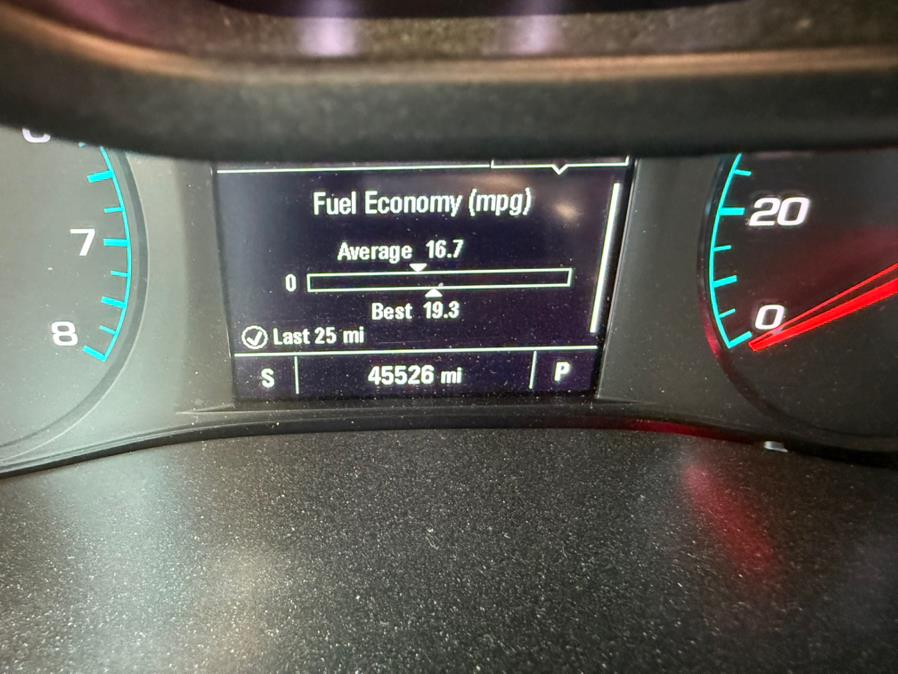 Fuel Economy (mpg)
Average 16.7
0
Best 19.3
Last 25 mi
S 45526 mi P
7
8
20
0